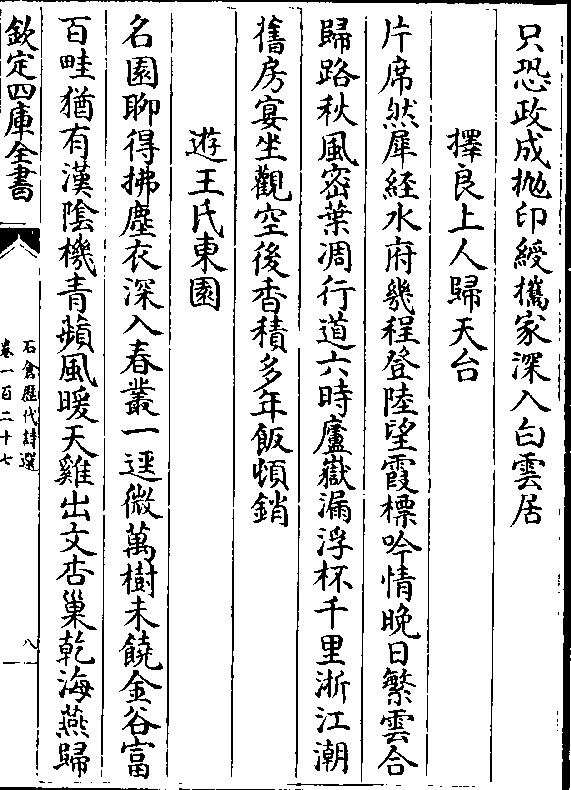 只恐政成抛印綬攜家深入白雲居
擇良上人歸天台
片席然犀經水府幾程登陸望霞標吟情晚日繁雲合
歸路秋風密葉凋行道六時廬嶽漏浮杯千里浙江潮
舊房宴坐觀空後香積多年飯頓銷
遊王氏東園
名園聊得拂塵衣深入春叢一逕微萬樹未饒金谷富
百畦猶有漢陰機青蘋風暖天雞出文杏巢乾海燕歸
欽定四庫全書
石倉歷代詩選
卷一百二十七
八